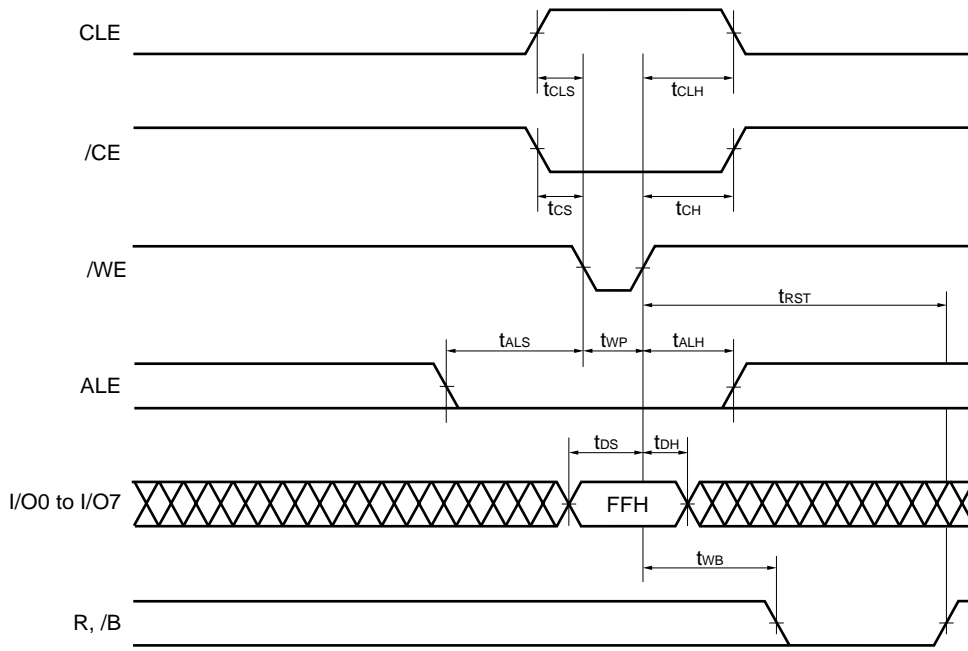 CLE
tCLS tCLH
/CE
tCS tCH
/WE
tRST
tALS tWP tALH
ALE
tDS tDH
I/O0 to I/O7 FFH
tWB
R, /B